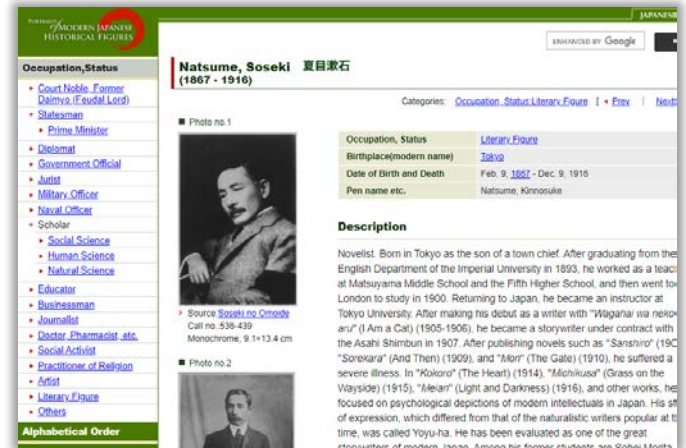 PORTRAITS
of MODERN JAPANESE
HISTORICAL FIGURES
JAPANESE
ENHANCED BY Google
Occupation,Status
Court Noble, Former
Daimyo (Feudal Lord)
Statesman
Prime Minister
Diplomat
Government Official
Jurist
Military Officer
Naval Officer
Scholar
Social Science
Human Science
Natural Science
Educator
Businessman
Journalist
Doctor, Pharmacist, etc.
Social Activist
Practitioner of Religion
Artist
Literary Figure
Others
Alphabetical Order
Natsume, Soseki 夏目漱石
(1867 - 1916)
Categories: Occupation, Status:Literary Figure [ Prev | Next
Photo no.1
Source:Soseki no Omoide
Call no.:536-439
Monochrome, 9.1×13.4 cm
Photo no.2
Occupation, Status Literary Figure
Birthplace(modern name) Tokyo
Date of Birth and Death Feb. 9, 1867 - Dec. 9, 1916
Pen name etc. Natsume, Kinnosuke
Description
Novelist. Born in Tokyo as the son of a town chief. After graduating from the
English Department of the Imperial University in 1893, he worked as a teac
at Matsuyama Middle School and the Fifth Higher School, and then went to
London to study in 1900. Returning to Japan, he became an instructor at
Tokyo University. After making his debut as a writer with "Wagahai wa neko
aru" (I Am a Cat) (1905-1906), he became a storywriter under contract with
the Asahi Shimbun in 1907. After publishing novels such as "Sanshiro" (190
"Sorekara" (And Then) (1909), and "Mon" (The Gate) (1910), he suffered a
severe illness. In "Kokoro" (The Heart) (1914), "Michikusa" (Grass on the
Wayside) (1915), "Meian" (Light and Darkness) (1916), and other works, he
focused on psychological depictions of modern intellectuals in Japan. His st
of expression, which differed from that of the naturalistic writers popular at t
time, was called Yoyu-ha. He has been evaluated as one of the great
storywriters of modern Japan. Among his former students are Sohei Morita